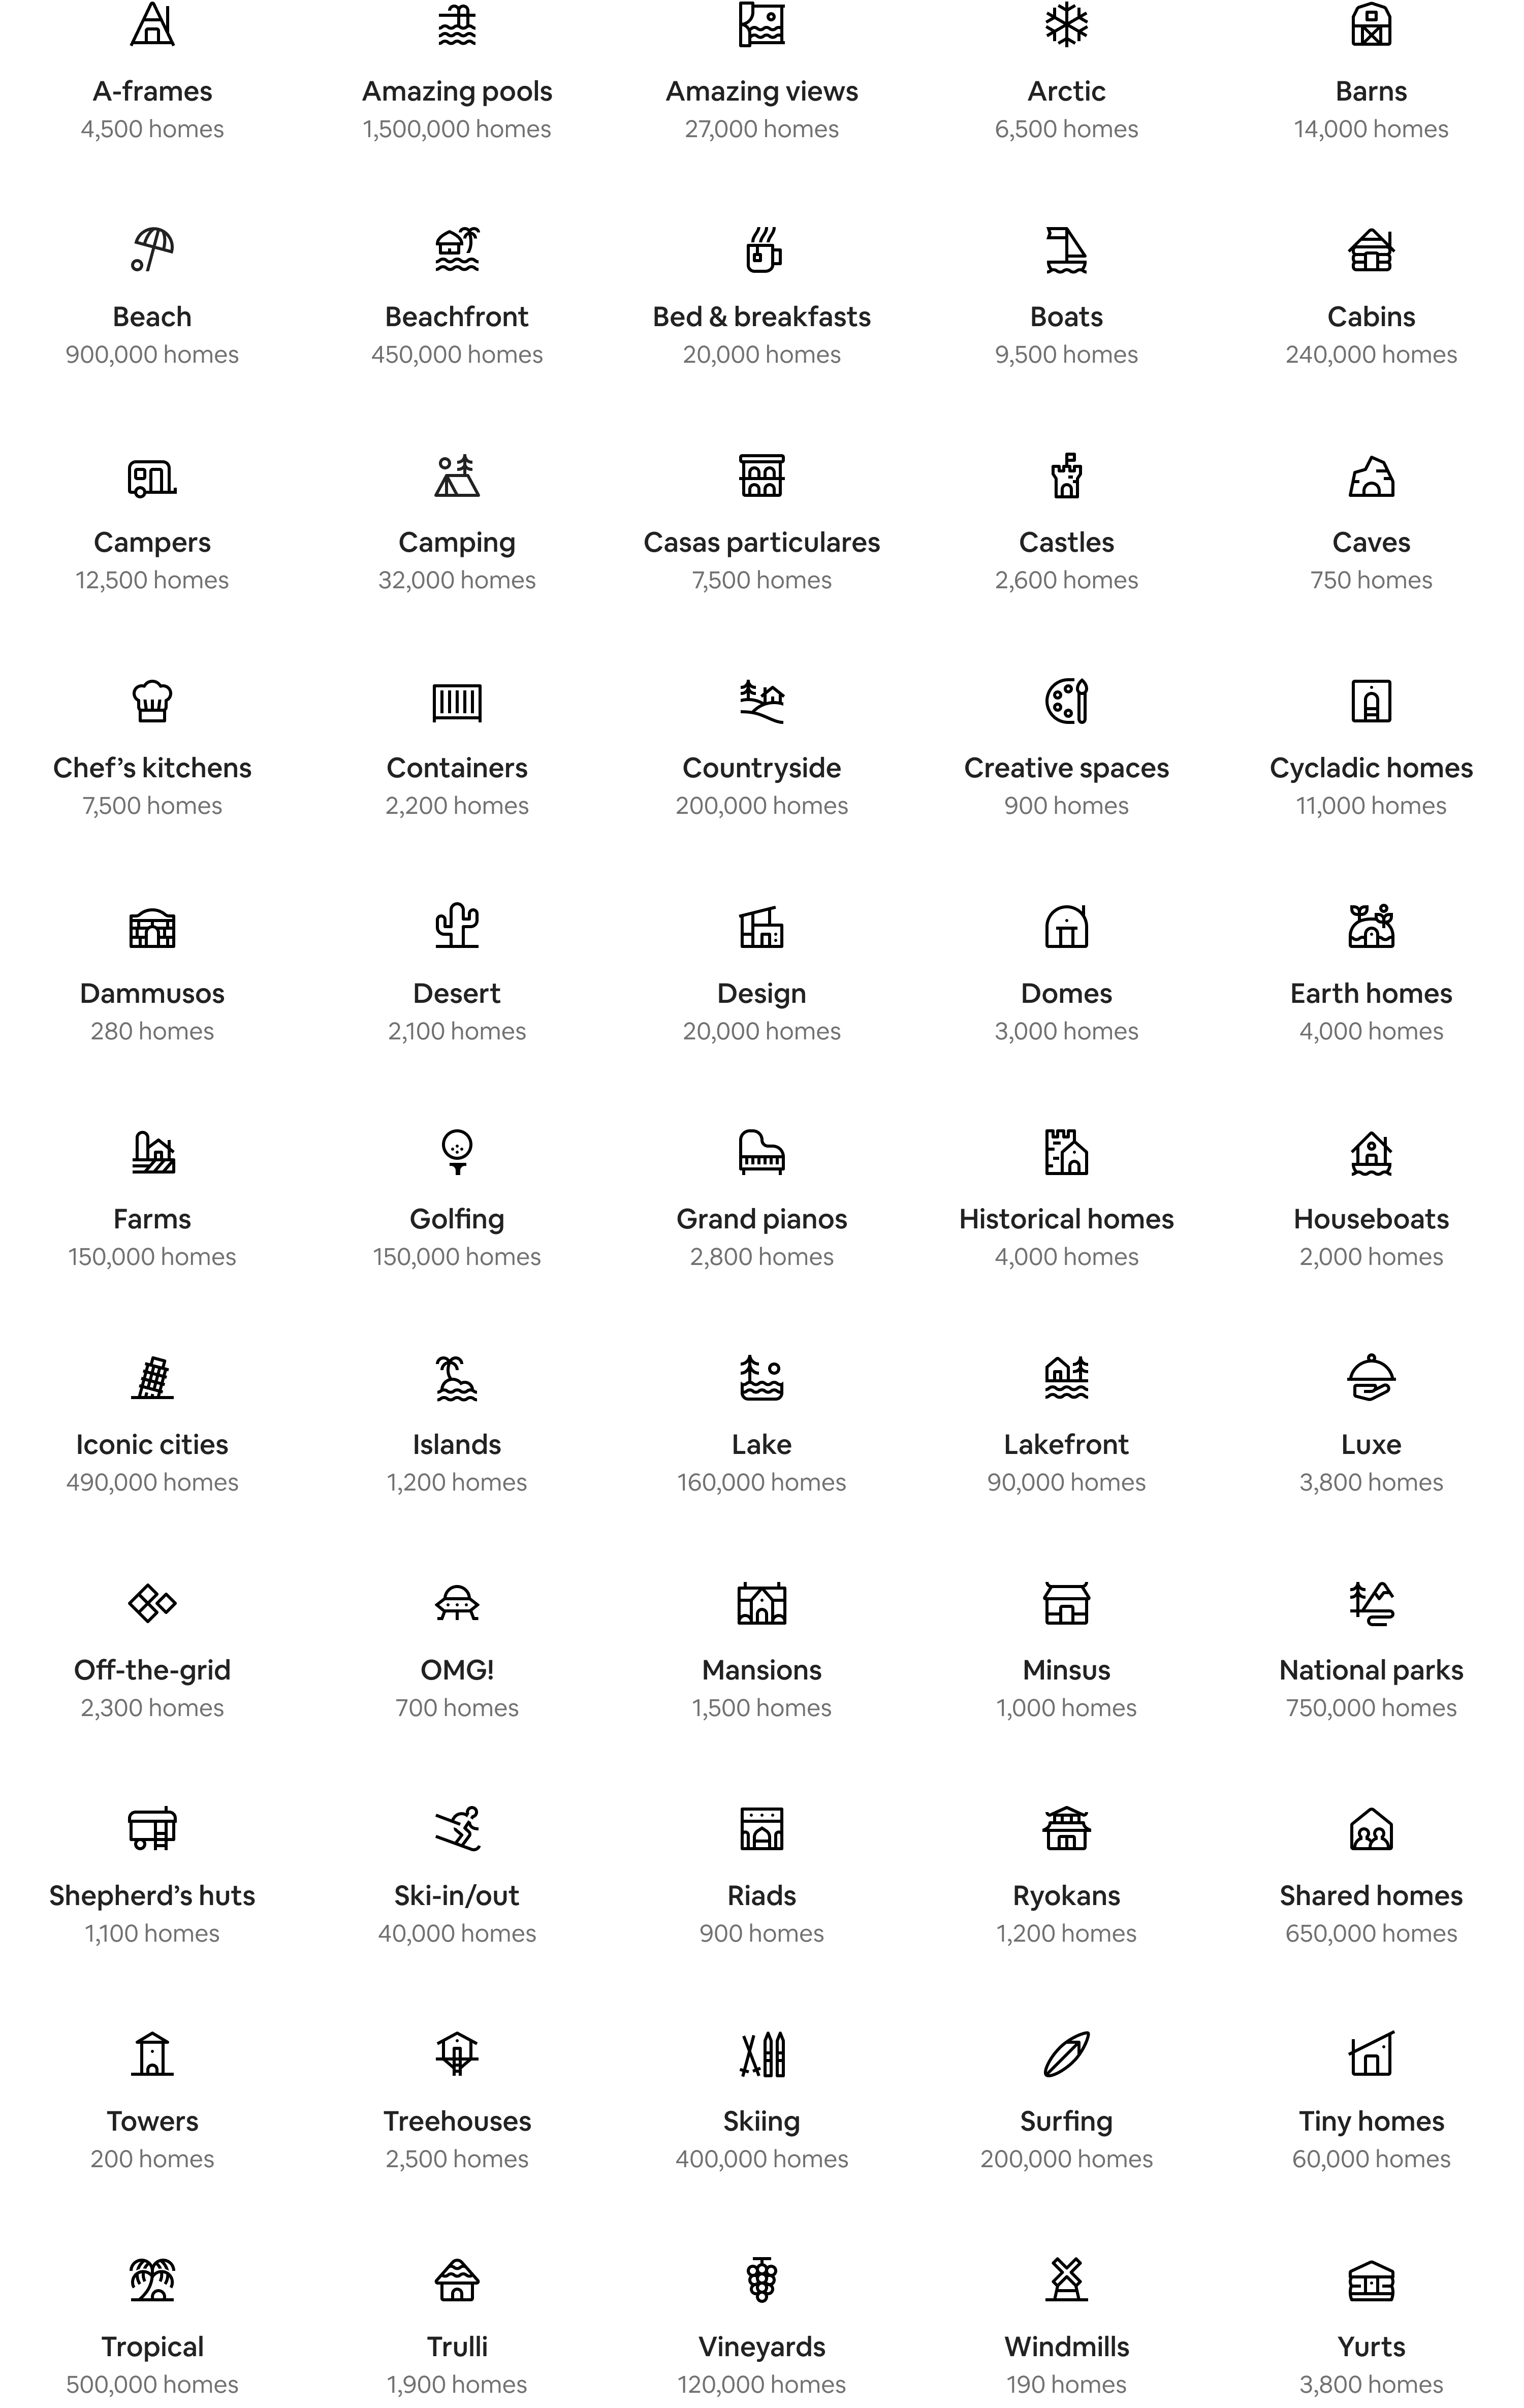 A-frames
4,500 homes
Amazing pools
1,500,000 homes
Amazing views
27,000 homes
Arctic
6,500 homes
Barns
14,000 homes
Beach
900,000 homes
Beachfront
450,000 homes
Bed & breakfasts
20,000 homes
Boats
9,500 homes
Cabins
240,000 homes
Campers
12,500 homes
Camping
32,000 homes
Casas particulares
7,500 homes
Castles
2,600 homes
Caves
750 homes
Chef’s kitchens
7,500 homes
Containers
2,200 homes
Countryside
200,000 homes
Creative spaces
900 homes
Cycladic homes
11,000 homes
Dammusos
280 homes
Desert
2,100 homes
Design
20,000 homes
Domes
3,000 homes
Earth homes
4,000 homes
Farms
150,000 homes
Golfing
150,000 homes
Grand pianos
2,800 homes
Historical homes
4,000 homes
Houseboats
2,000 homes
Iconic cities
490,000 homes
Islands
1,200 homes
Lake
160,000 homes
Lakefront
90,000 homes
Luxe
3,800 homes
Off-the-grid
2,300 homes
OMG!
700 homes
Mansions
1,500 homes
Minsus
1,000 homes
National parks
750,000 homes
Shepherd’s huts
1,100 homes
Ski-in/out
40,000 homes
Riads
900 homes
Ryokans
1,200 homes
Shared homes
650,000 homes
Towers
200 homes
Treehouses
2,500 homes
Skiing
400,000 homes
Surfing
200,000 homes
Tiny homes
60,000 homes
Tropical
500,000 homes
Trulli
1,900 homes
Vineyards
120,000 homes
Windmills
190 homes
Yurts
3,800 homes